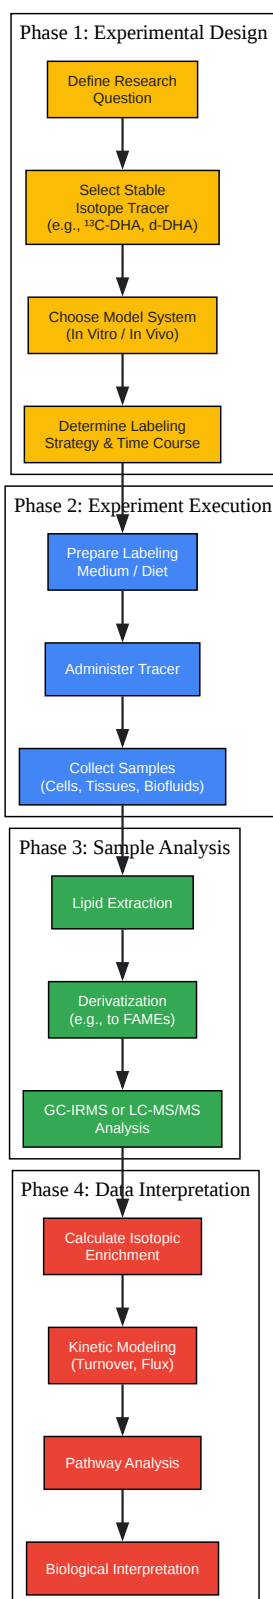 Phase 1: Experimental Design
Define Research
Question
Select Stable
Isotope Tracer
(e.g., ¹³C-DHA, d-DHA)
Choose Model System
(In Vitro / In Vivo)
Determine Labeling
Strategy & Time Course
Phase 2: Experiment Execution
Prepare Labeling
Medium / Diet
Administer Tracer
Collect Samples
(Cells, Tissues, Biofluids)
Phase 3: Sample Analysis
Lipid Extraction
Derivatization
(e.g., to FAMEs)
GC-IRMS or LC-MS/MS
Analysis
Phase 4: Data Interpretation
Calculate Isotopic
Enrichment
Kinetic Modeling
(Turnover, Flux)
Pathway Analysis
Biological Interpretation